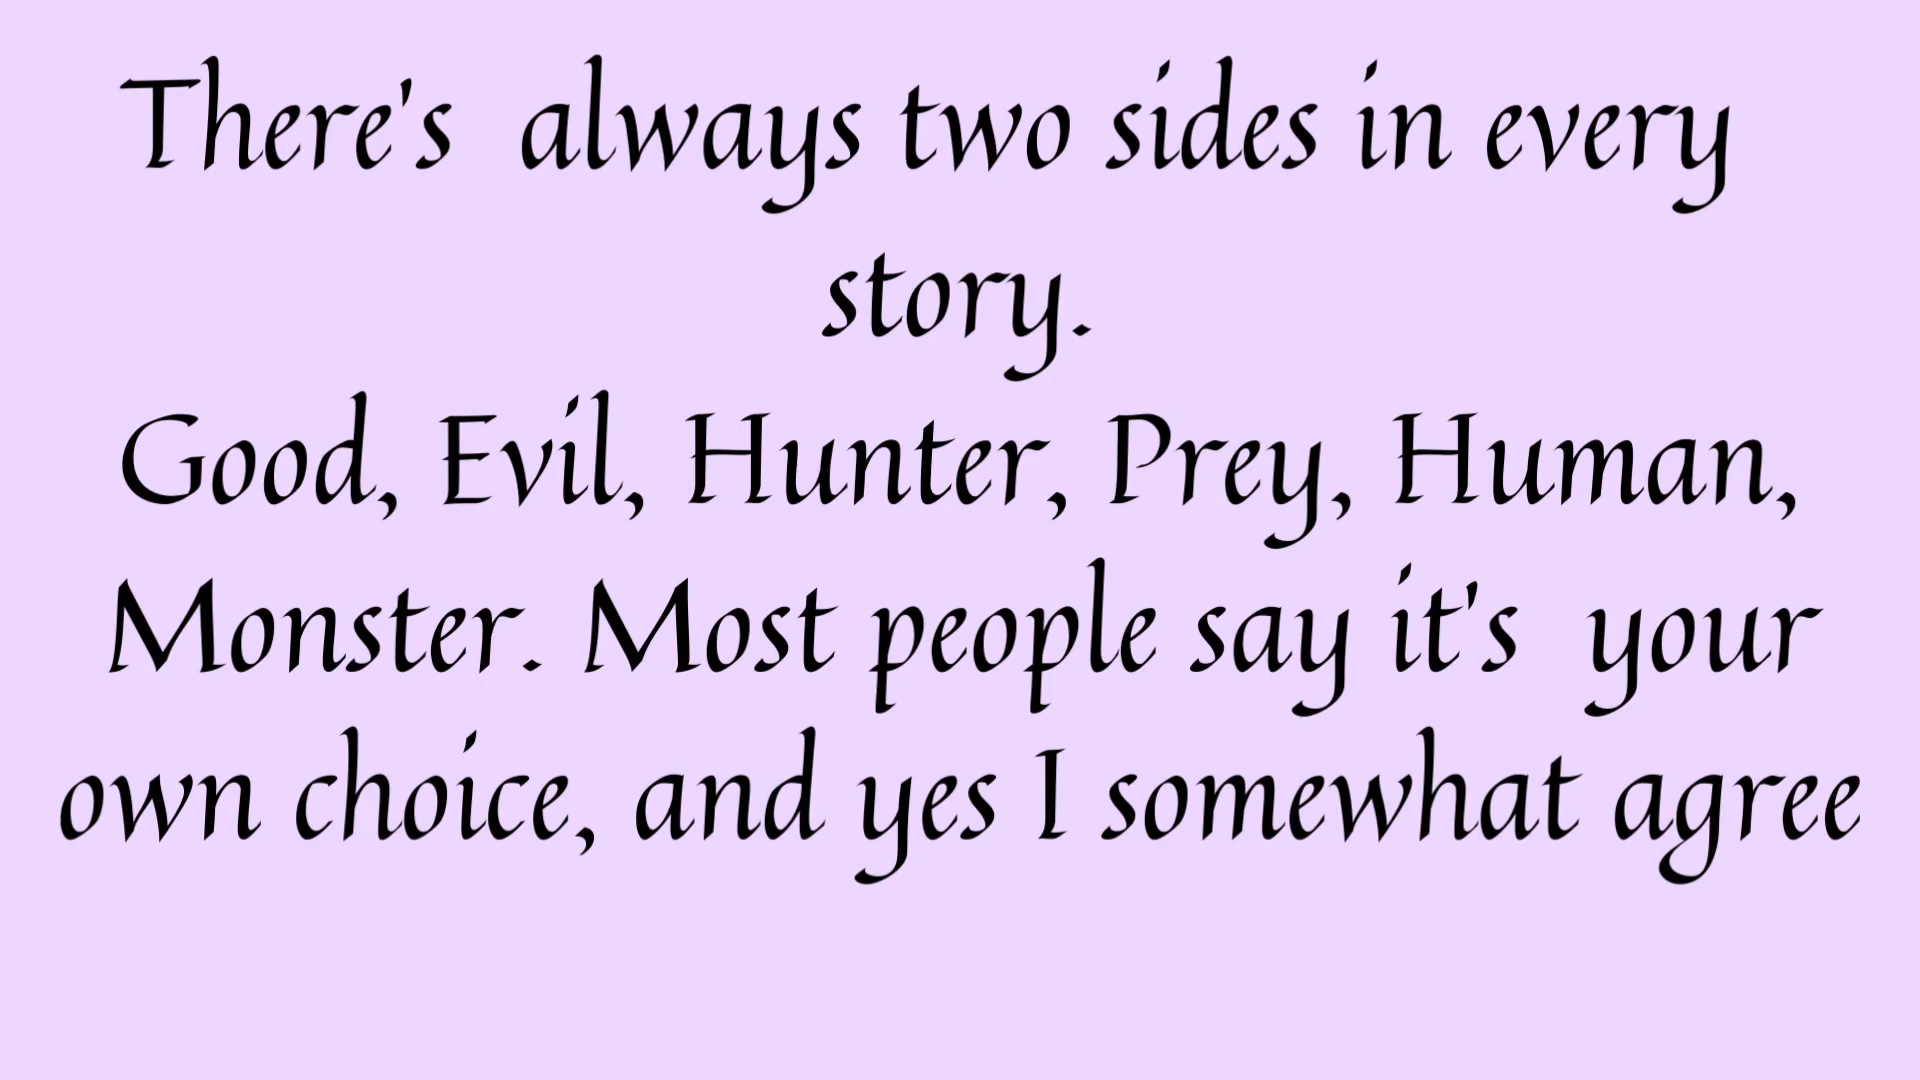 There's  always two sides in every
story.
Good, Evil, Hunter, Prey, Human,
Monster. Most people say it's  your
own choice, and yes I somewhat agree